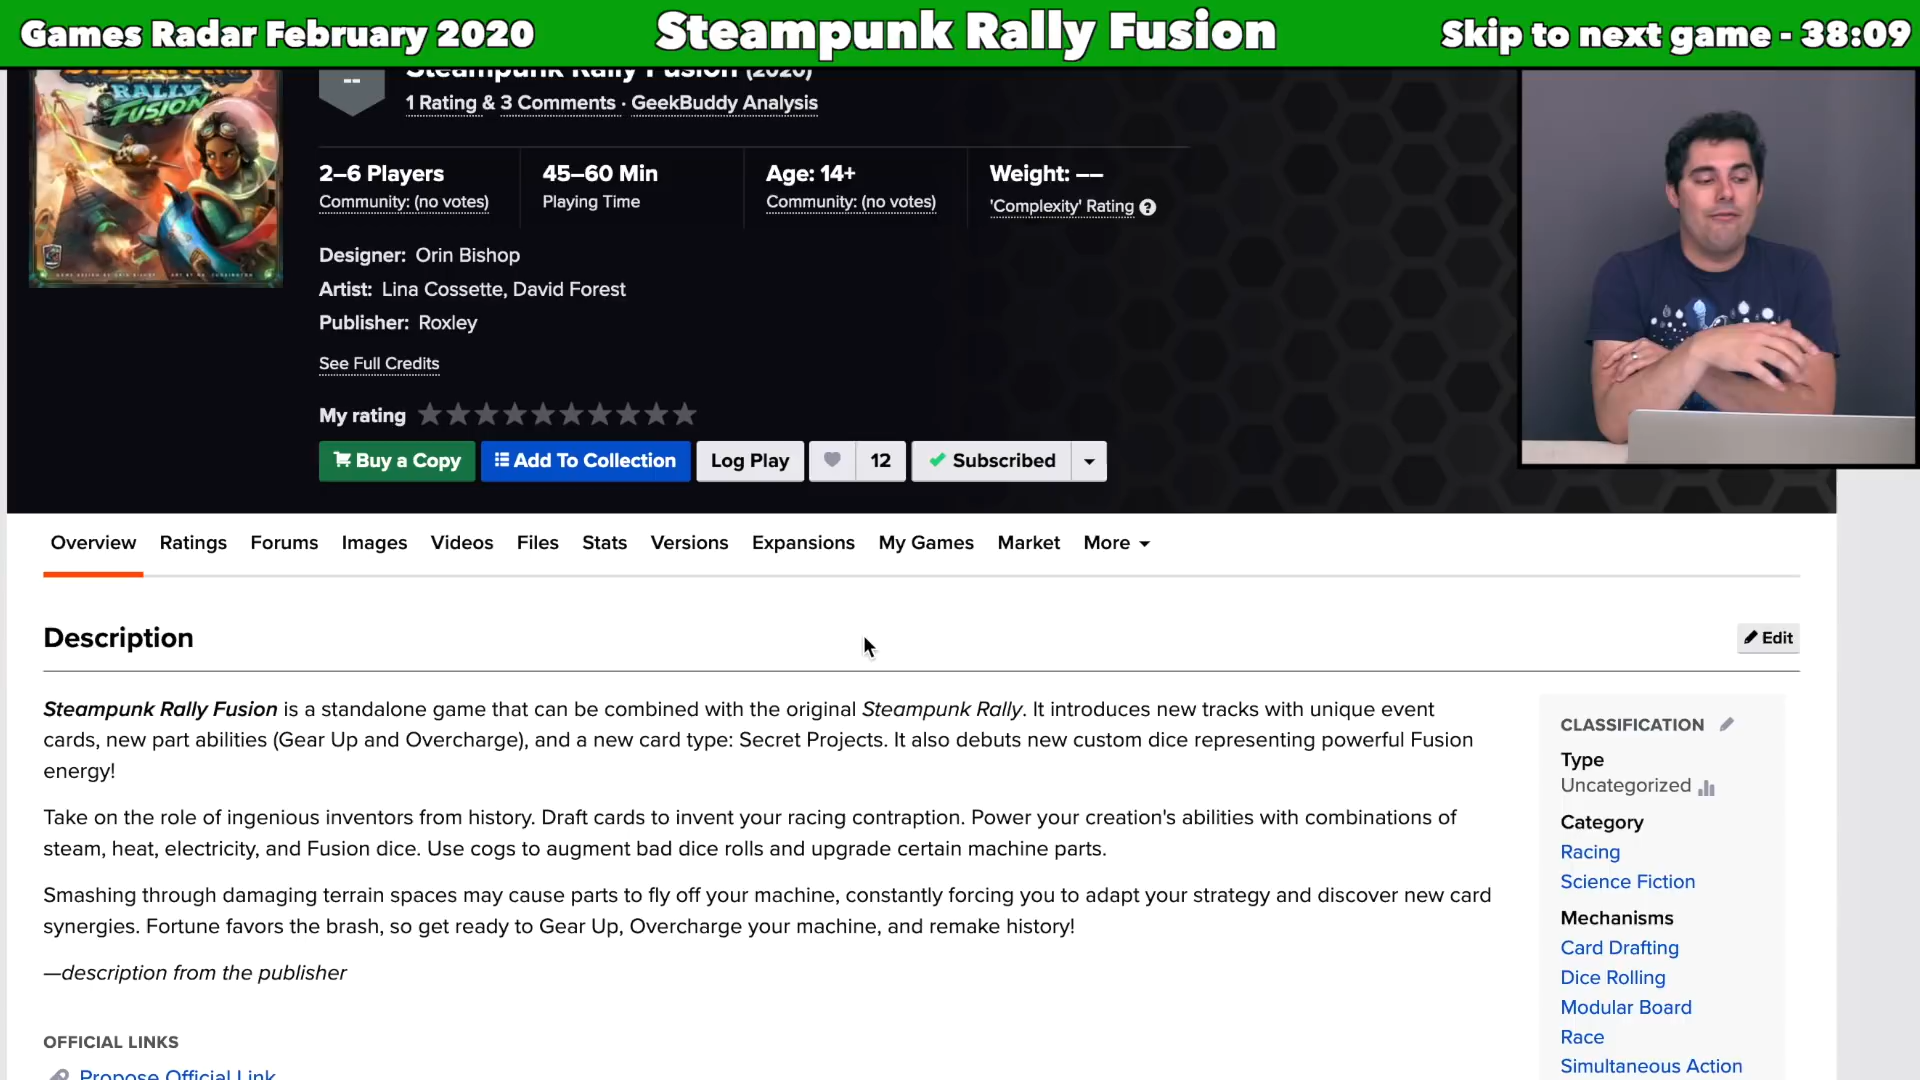 Games Radar February 2020
Steampunk Rally Fusion
Skip to next game - 38:09
RALLY
FUSION
--
Steampunk Rally Fusion (2020)
1 Rating & 3 Comments · GeekBuddy Analysis
2–6 Players
Community: (no votes)
45–60 Min
Playing Time
Age: 14+
Community: (no votes)
Weight: ––
'Complexity' Rating ?
Designer: Orin Bishop
Artist: Lina Cossette, David Forest
Publisher: Roxley
See Full Credits
My rating
Buy a Copy
Add To Collection
Log Play
12
Subscribed
Overview
Ratings
Forums
Images
Videos
Files
Stats
Versions
Expansions
My Games
Market
More
Description
Edit
Steampunk Rally Fusion is a standalone game that can be combined with the original Steampunk Rally. It introduces new tracks with unique event
cards, new part abilities (Gear Up and Overcharge), and a new card type: Secret Projects. It also debuts new custom dice representing powerful Fusion
energy!
Take on the role of ingenious inventors from history. Draft cards to invent your racing contraption. Power your creation's abilities with combinations of
steam, heat, electricity, and Fusion dice. Use cogs to augment bad dice rolls and upgrade certain machine parts.
Smashing through damaging terrain spaces may cause parts to fly off your machine, constantly forcing you to adapt your strategy and discover new card
synergies. Fortune favors the brash, so get ready to Gear Up, Overcharge your machine, and remake history!
—description from the publisher
OFFICIAL LINKS
Propose Official Link
CLASSIFICATION
Type
Uncategorized
Category
Racing
Science Fiction
Mechanisms
Card Drafting
Dice Rolling
Modular Board
Race
Simultaneous Action